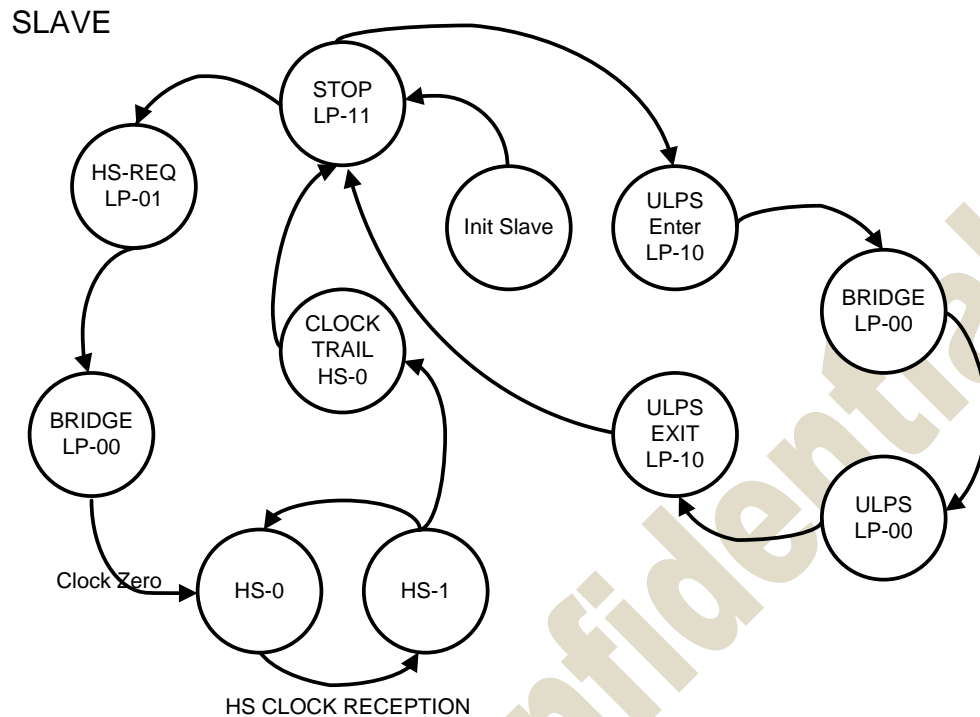 SLAVE
STOP
LP-11
HS-REQ
LP-01
Init Slave
ULPS
Enter
LP-10
BRIDGE
LP-00
CLOCK
TRAIL
HS-0
BRIDGE
LP-00
ULPS
EXIT
LP-10
ULPS
LP-00
Clock Zero
HS-0
HS-1
HS CLOCK RECEPTION
nfidential